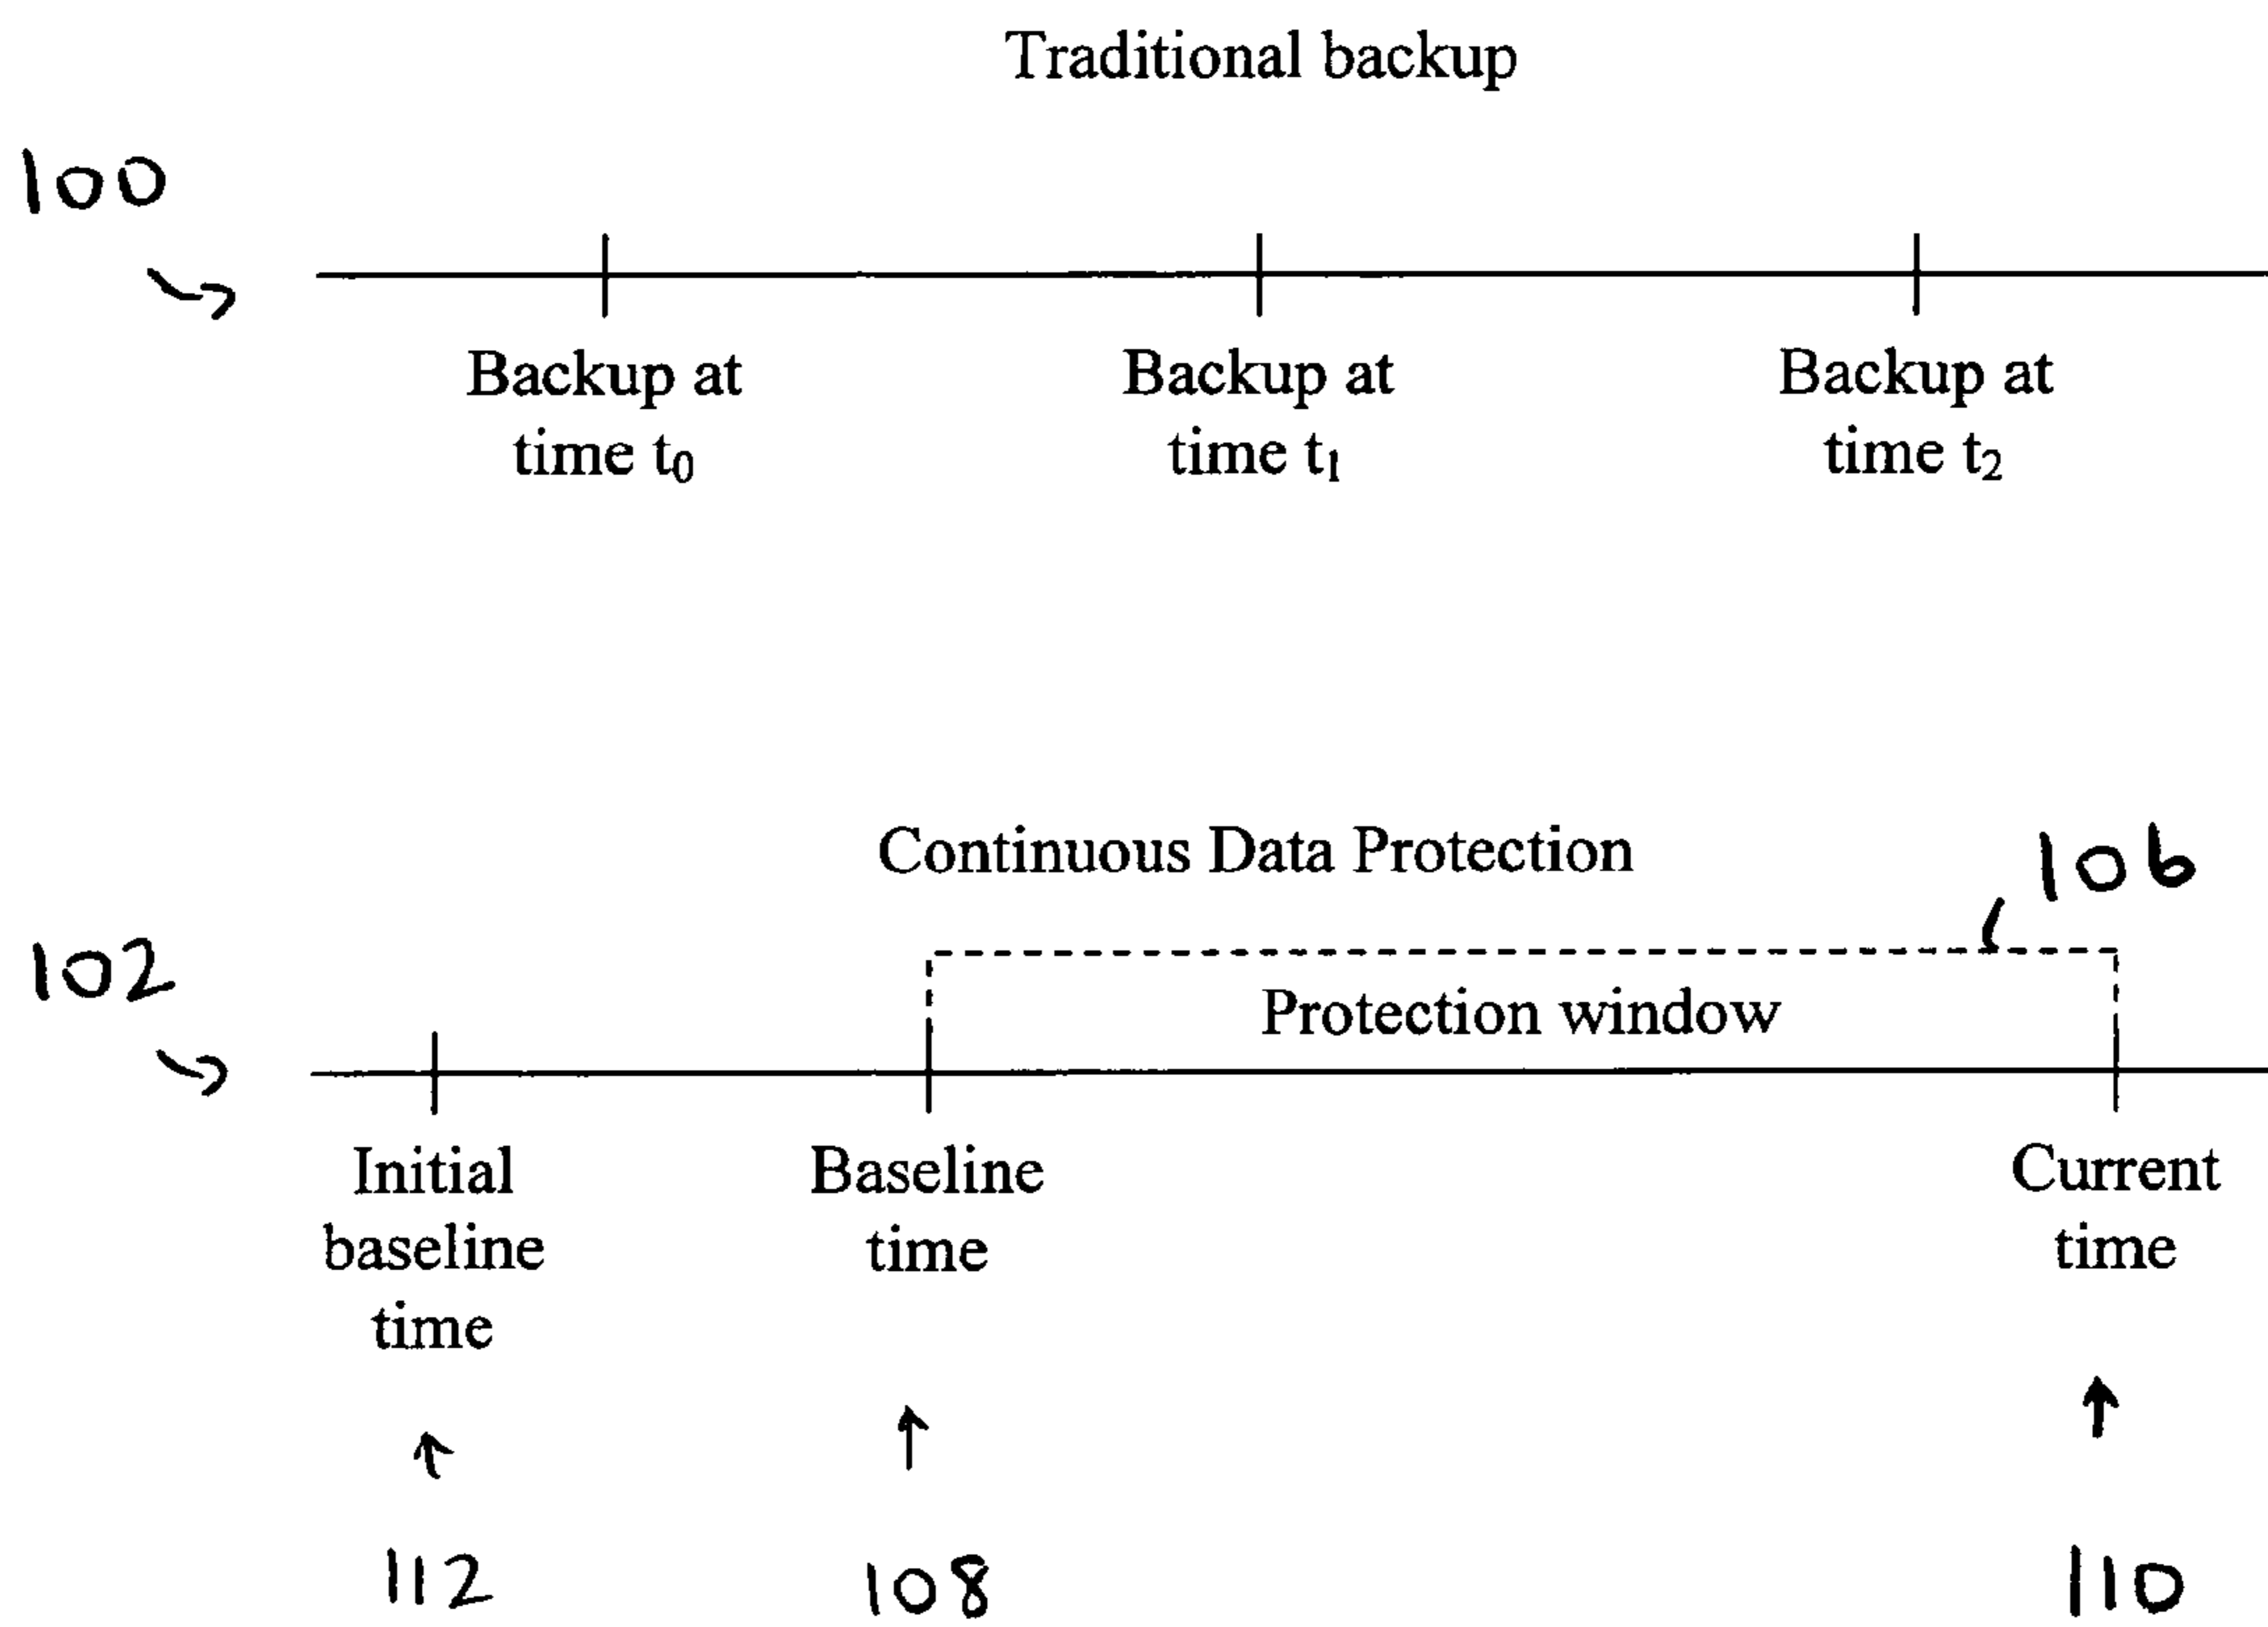 Traditional backup
100
Backup at Backup at Backup at
time t₀ time t₁ time t₂
Continuous Data Protection
106
102
Protection window
Initial Baseline Current
baseline time time
time
112 108 110